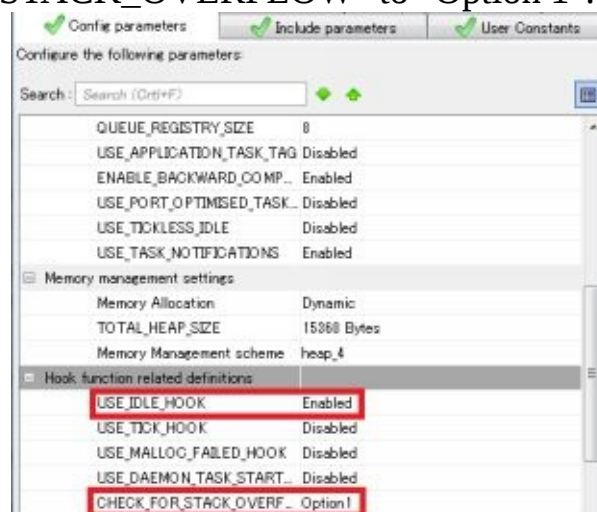 STACK_OVERFLOW" to "Option 1".
Config parameters Include parameters User Constants
Configure the following parameters:
Search : Search (Crtl+F)
QUEUE_REGISTRY_SIZE 8
USE_APPLICATION_TASK_TAG Disabled
ENABLE_BACKWARD_COMP... Enabled
USE_PORT_OPTIMISED_TASK... Disabled
USE_TICKLESS_IDLE Disabled
USE_TASK_NOTIFICATIONS Enabled
Memory management settings
Memory Allocation Dynamic
TOTAL_HEAP_SIZE 15360 Bytes
Memory Management scheme heap_4
Hook function related definitions
USE_IDLE_HOOK Enabled
USE_TICK_HOOK Disabled
USE_MALLOC_FAILED_HOOK Disabled
USE_DAEMON_TASK_START... Disabled
CHECK_FOR_STACK_OVERF... Option1